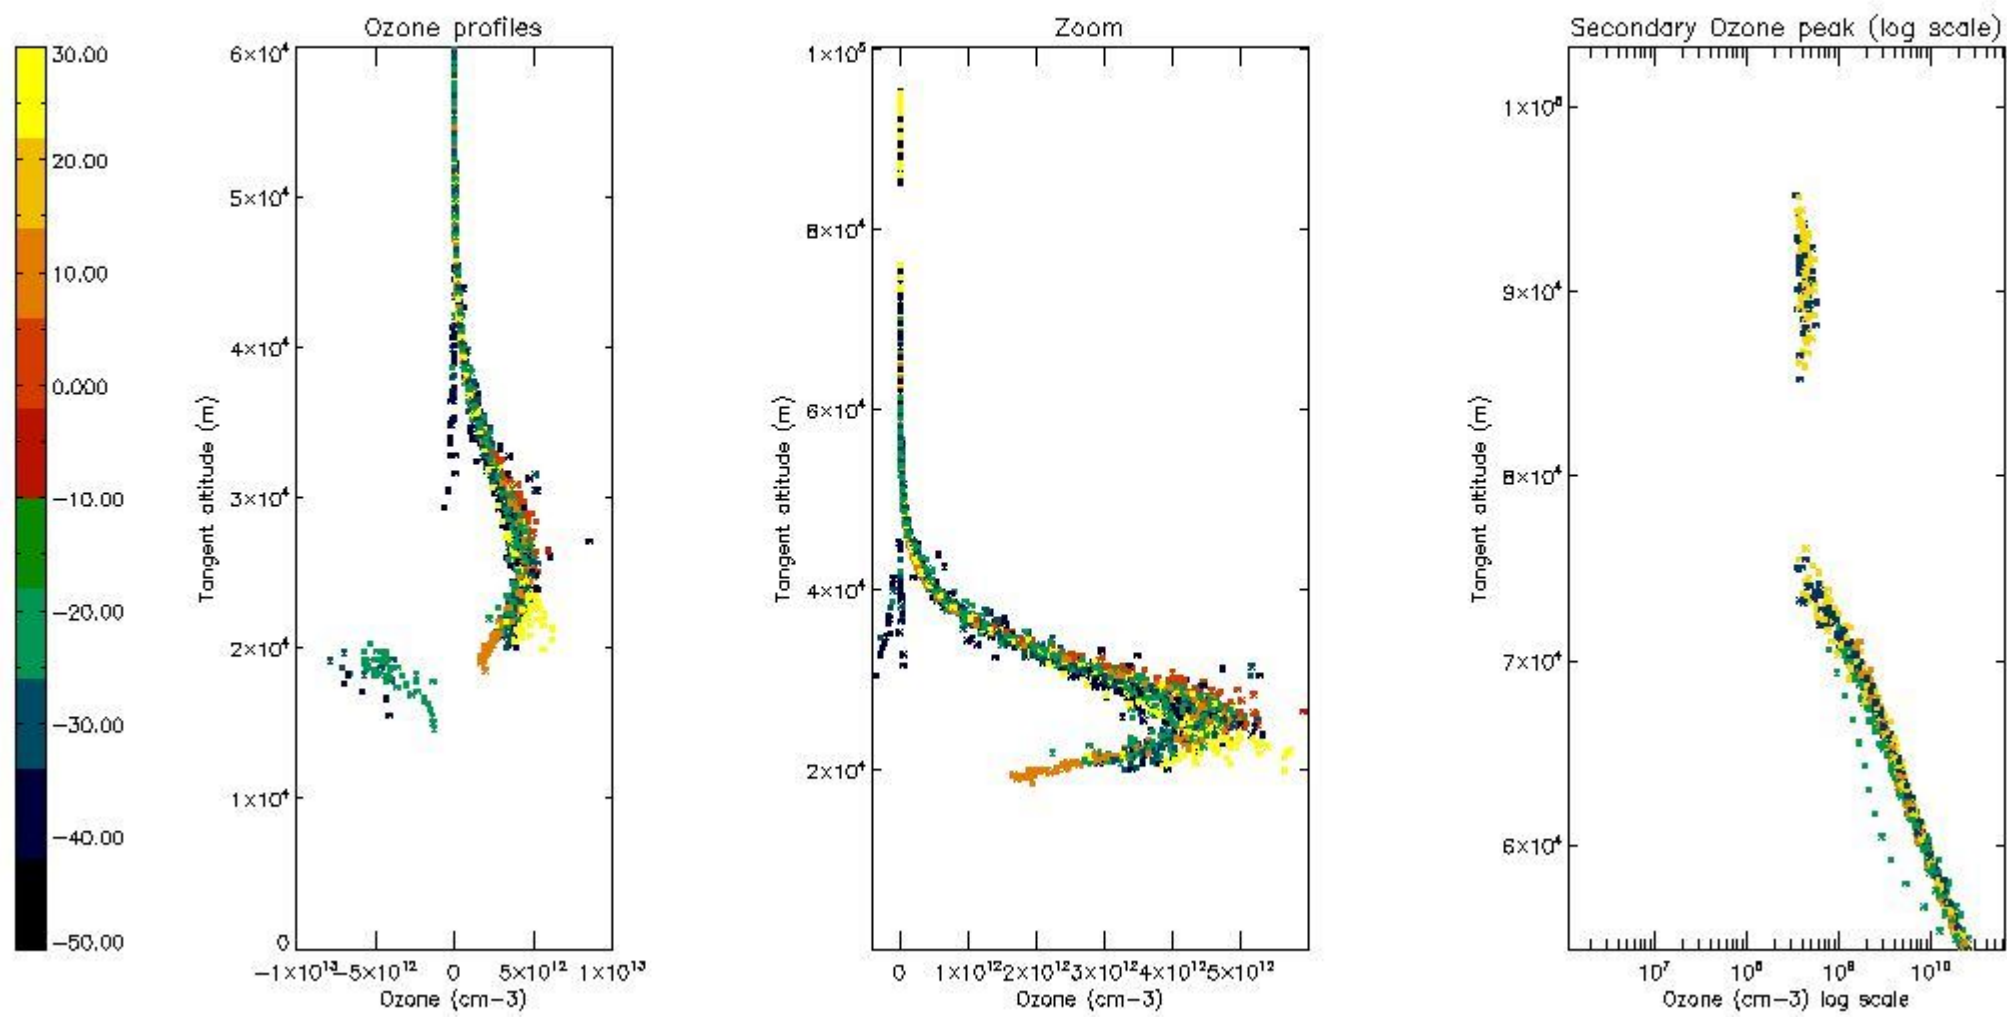 Ozone profiles
Zoom
Secondary Ozone peak (log scale)
30.00
20.00
10.00
0.000
−10.00
−20.00
−30.00
−40.00
−50.00
6×10⁴
5×10⁴
4×10⁴
3×10⁴
2×10⁴
1×10⁴
0
Tangent altitude (m)
−1×10¹³ −5×10¹² 0 5×10¹² 1×10¹³
Ozone (cm−3)
1×10⁵
8×10⁴
6×10⁴
4×10⁴
2×10⁴
Tangent altitude (m)
0 1×10¹² 2×10¹² 3×10¹² 4×10¹² 5×10¹²
Ozone (cm−3)
9×10⁴
8×10⁴
7×10⁴
6×10⁴
Tangent altitude (m)
10⁷ 10⁹ 10¹⁰
Ozone (cm−3) log scale